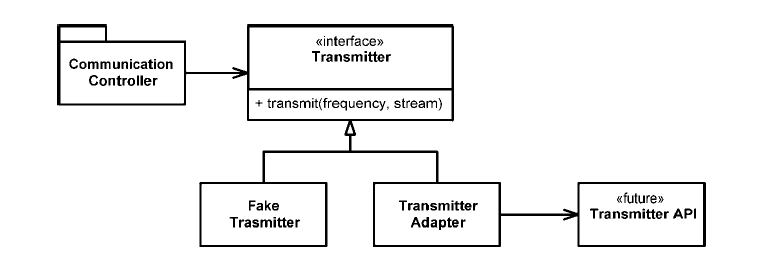 «interface»
Communication
Transmitter
Controller
+ transmit(frequency, stream)
Fake
Trasmitter
Transmitter
Adapter
«future»
Transmitter API